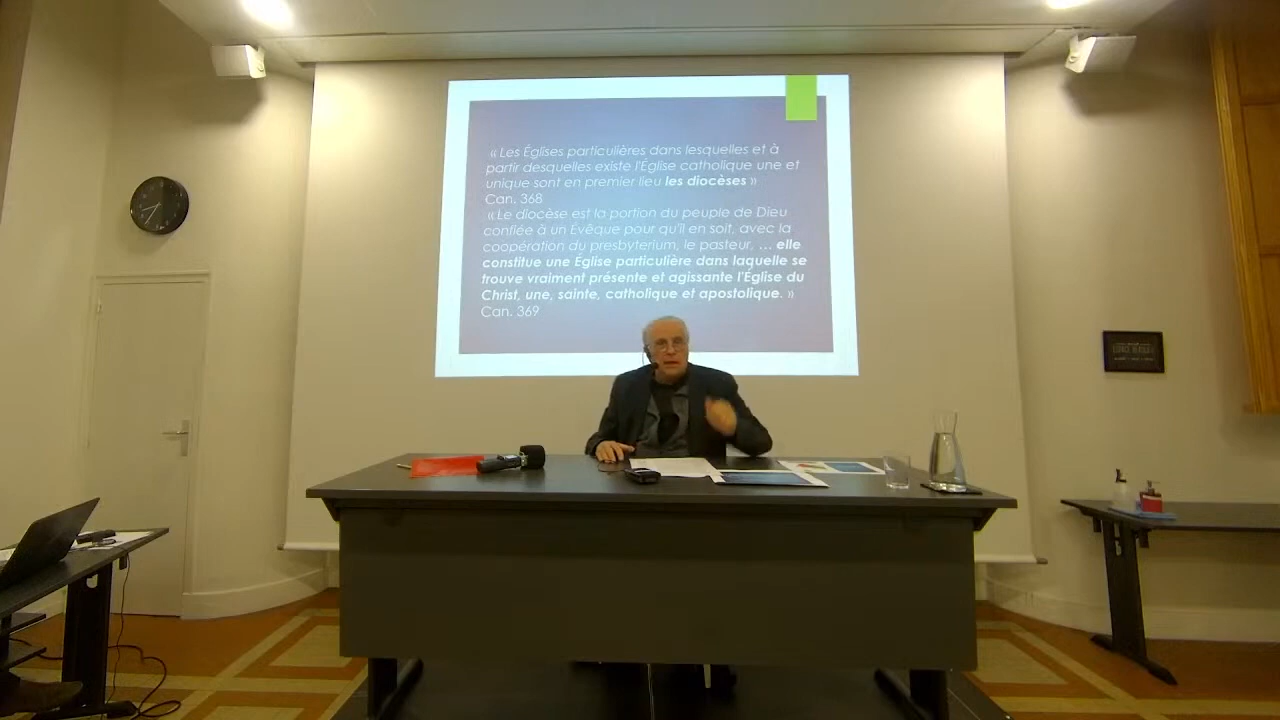 « Les Églises particulières dans lesquelles et à
partir desquelles existe l'Église catholique une et
unique sont en premier lieu les diocèses »
Can. 368
« Le diocèse est la portion du peuple de Dieu
confiée à un Evêque pour qu'il en soit, avec la
coopération du presbyterium, le pasteur, ... elle
constitue une Église particulière dans laquelle se
trouve vraiment présente et agissante l'Église du
Christ, une, sainte, catholique et apostolique. »
Can. 369